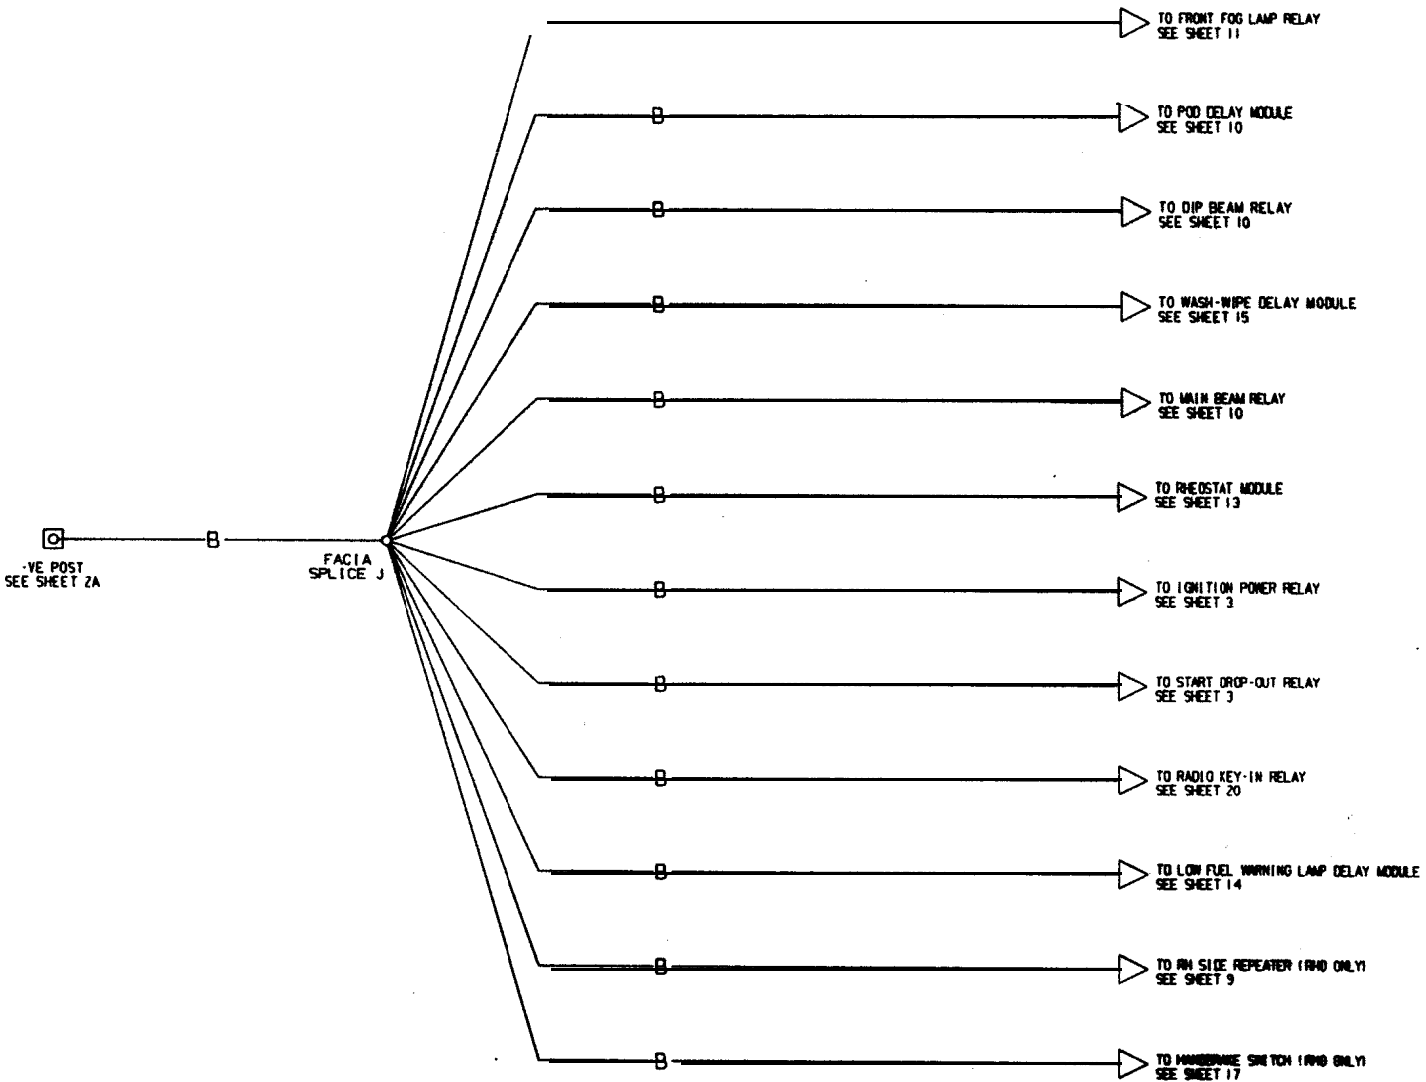 TO FRONT FOG LAMP RELAY
SEE SHEET 11
B
TO POD DELAY MODULE
SEE SHEET 10
B
TO DIP BEAM RELAY
SEE SHEET 10
B
TO WASH-WIPE DELAY MODULE
SEE SHEET 15
B
TO MAIN BEAM RELAY
SEE SHEET 10
B
TO RHEOSTAT MODULE
SEE SHEET 13
-VE POST
SEE SHEET 2A
B
FACIA
SPLICE J
B
TO IGNITION POWER RELAY
SEE SHEET 3
B
TO START DROP-OUT RELAY
SEE SHEET 3
B
TO RADIO KEY-IN RELAY
SEE SHEET 20
B
TO LOW FUEL WARNING LAMP DELAY MODULE
SEE SHEET 14
B
TO RH SIDE REPEATER (RHD ONLY)
SEE SHEET 9
B
TO HANDBRAKE SWITCH (RHD ONLY)
SEE SHEET 17